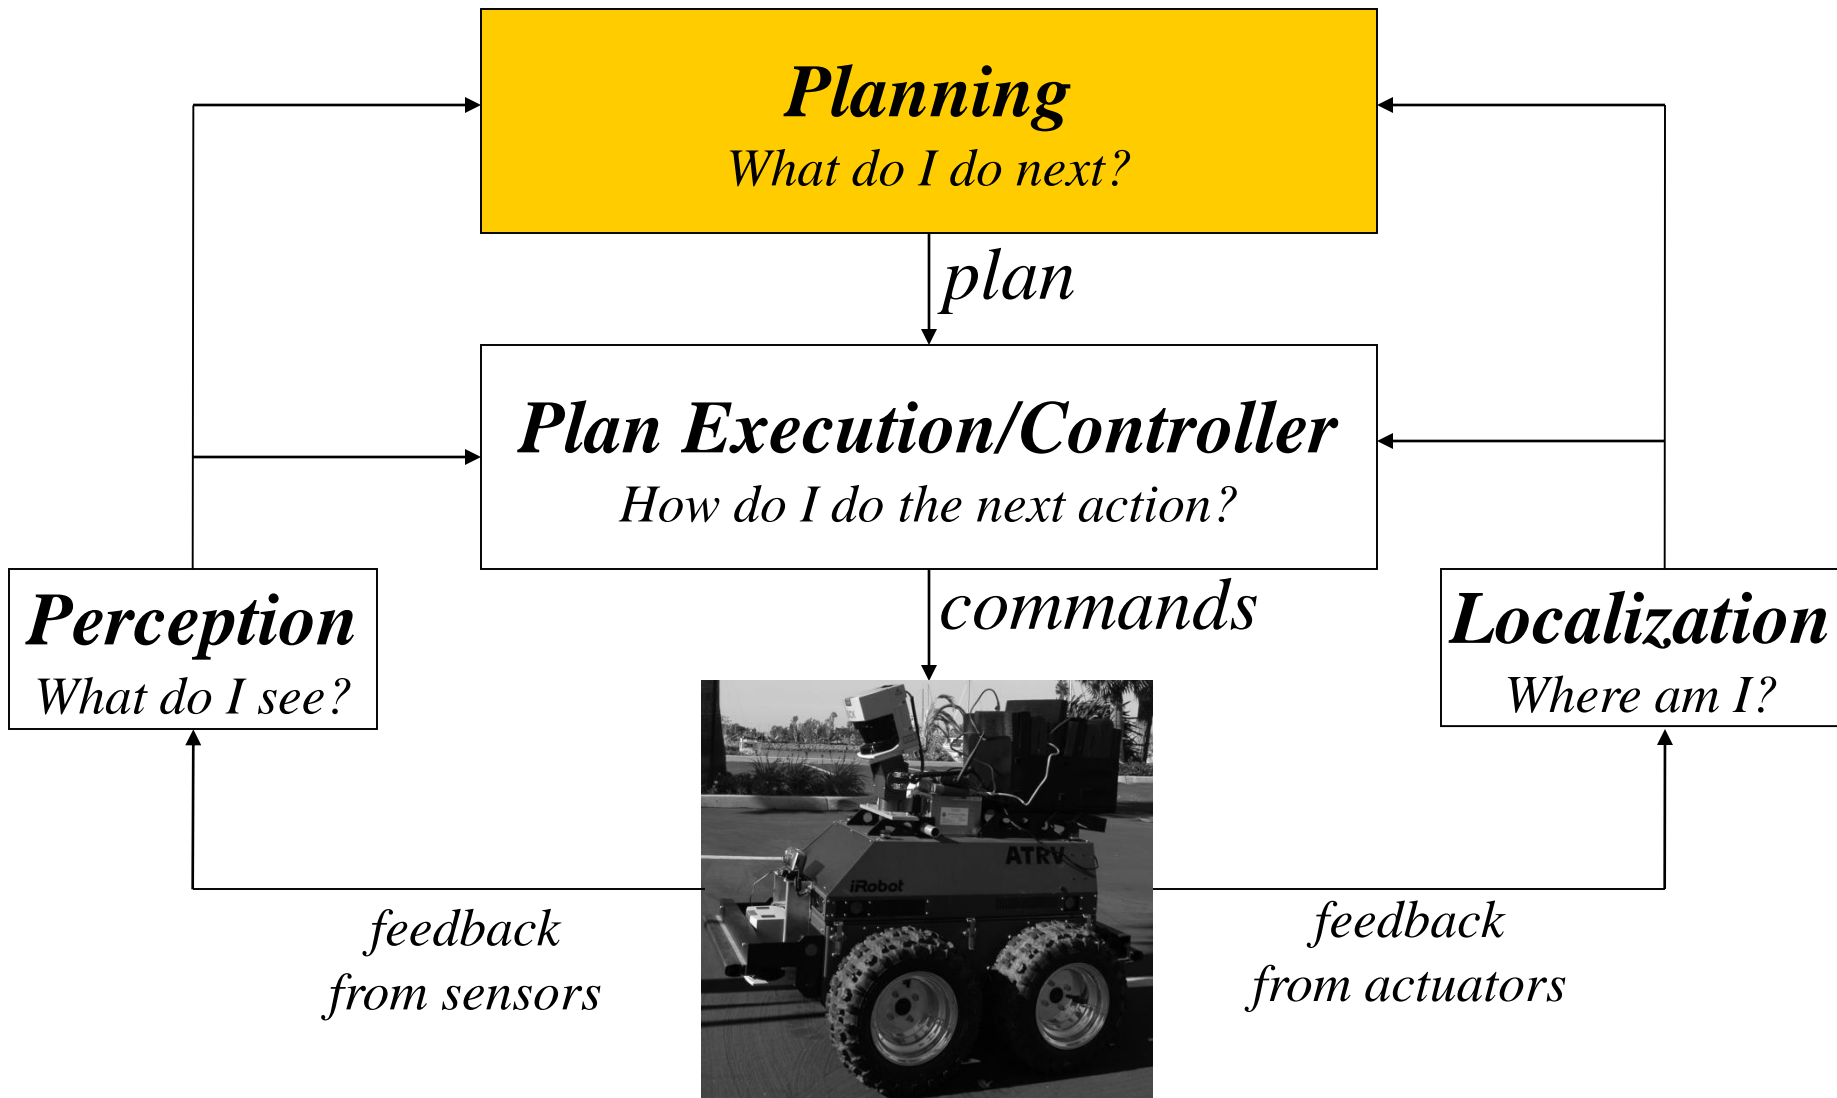 Planning
What do I do next?
plan
Plan Execution/Controller
How do I do the next action?
Perception
What do I see?
commands
Localization
Where am I?
ATRV
iRobot
feedback
from sensors
feedback
from actuators